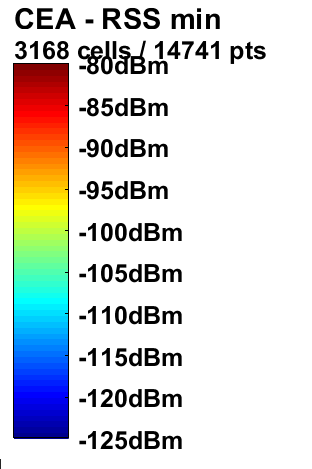 CEA - RSS min
3168 cells / 14741 pts
-80dBm
-85dBm
-90dBm
-95dBm
-100dBm
-105dBm
-110dBm
-115dBm
-120dBm
-125dBm